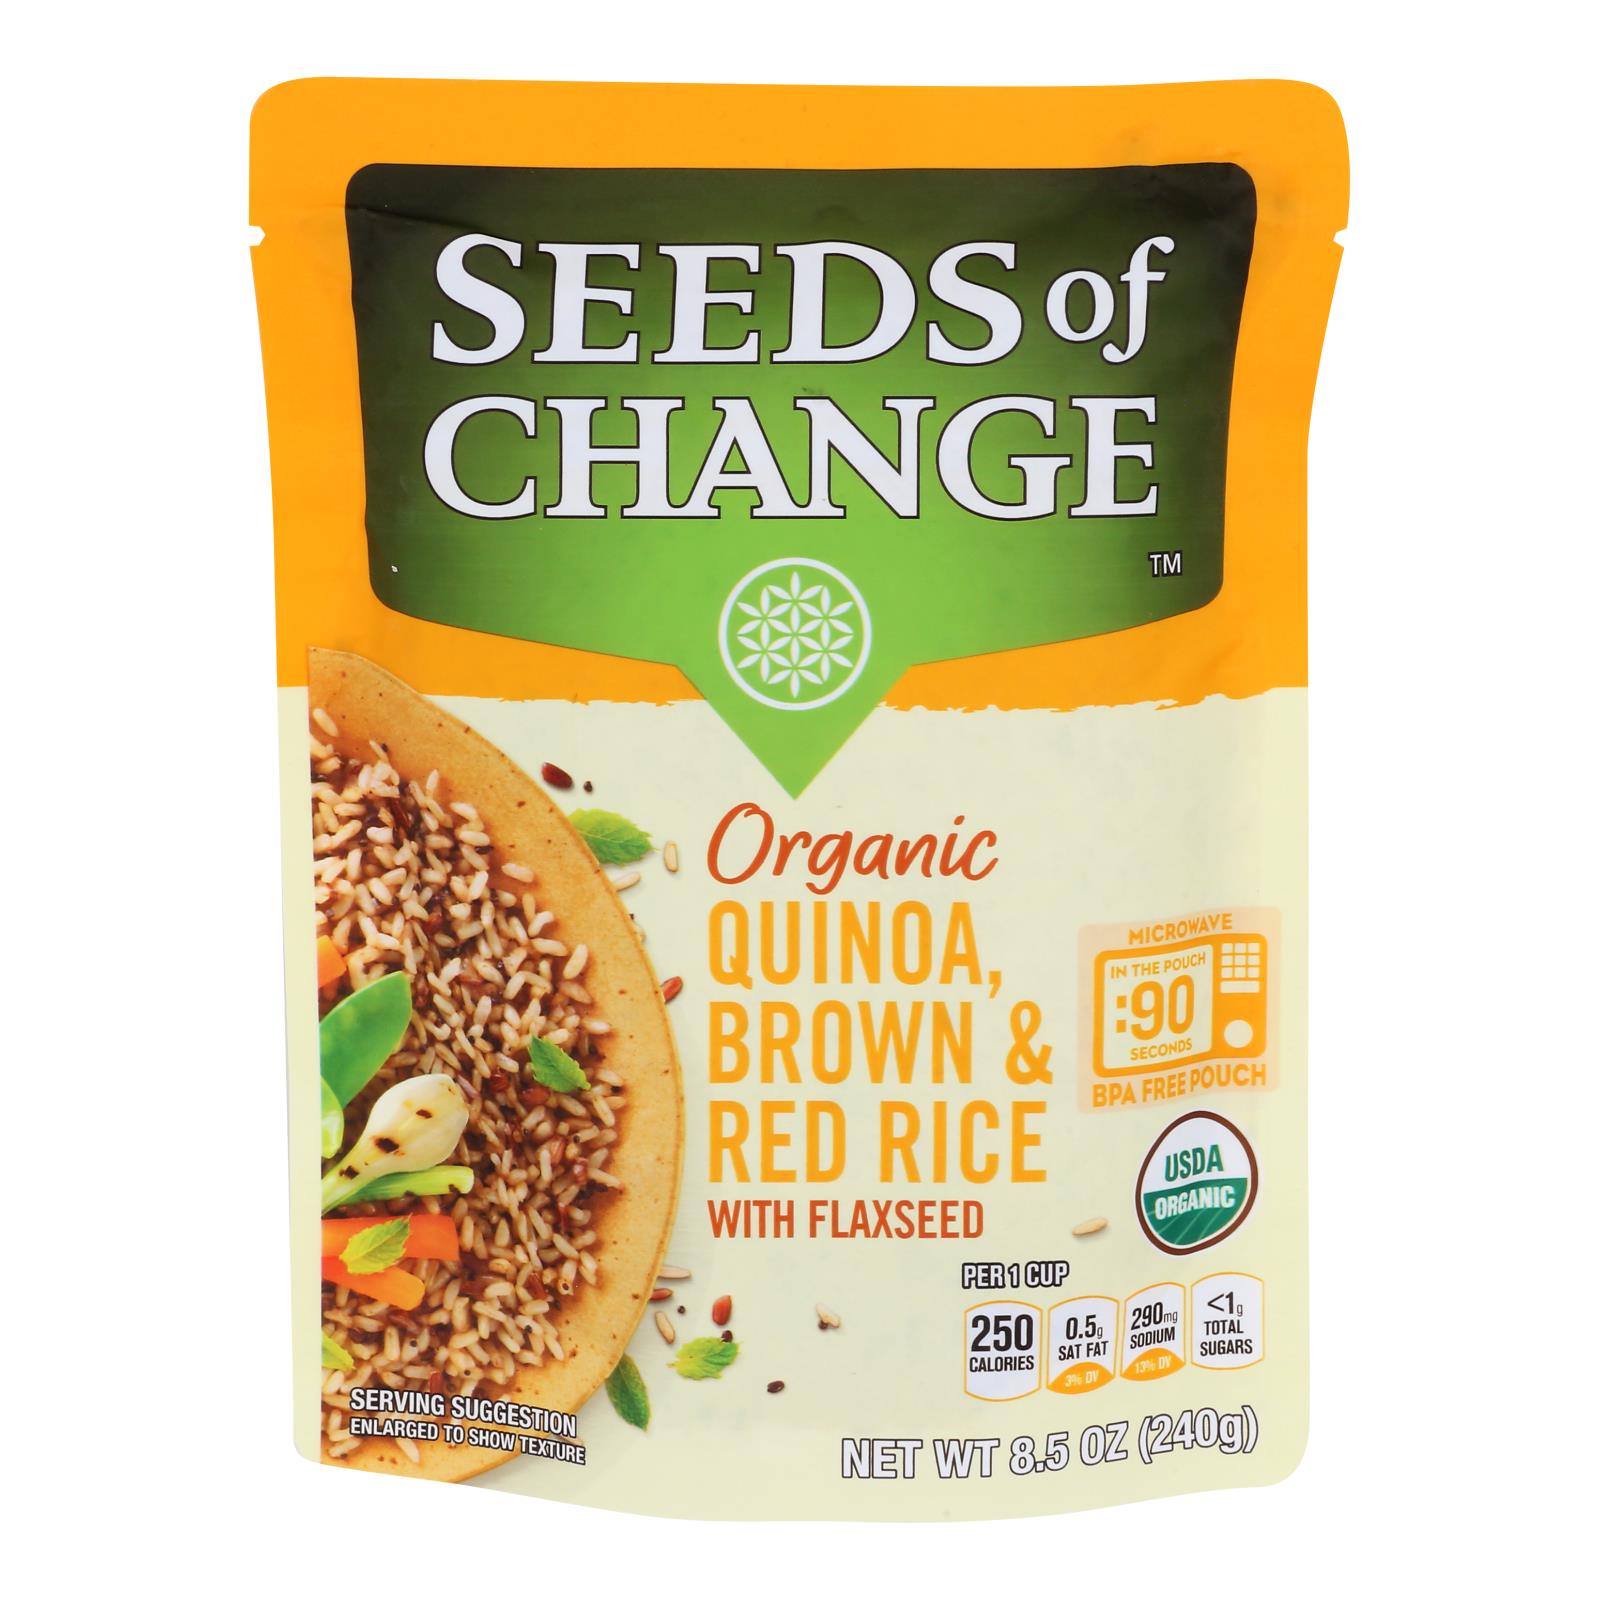 SEEDS of
CHANGE
TM
Organic
QUINOA,
BROWN &
RED RICE
WITH FLAXSEED
MICROWAVE
IN THE POUCH
:90
SECONDS
BPA FREE POUCH
USDA
ORGANIC
PER 1 CUP
250
CALORIES
0.5g
SAT FAT
3% DV
290mg
SODIUM
13% DV
<1g
TOTAL
SUGARS
SERVING SUGGESTION
ENLARGED TO SHOW TEXTURE
NET WT 8.5 OZ (240g)